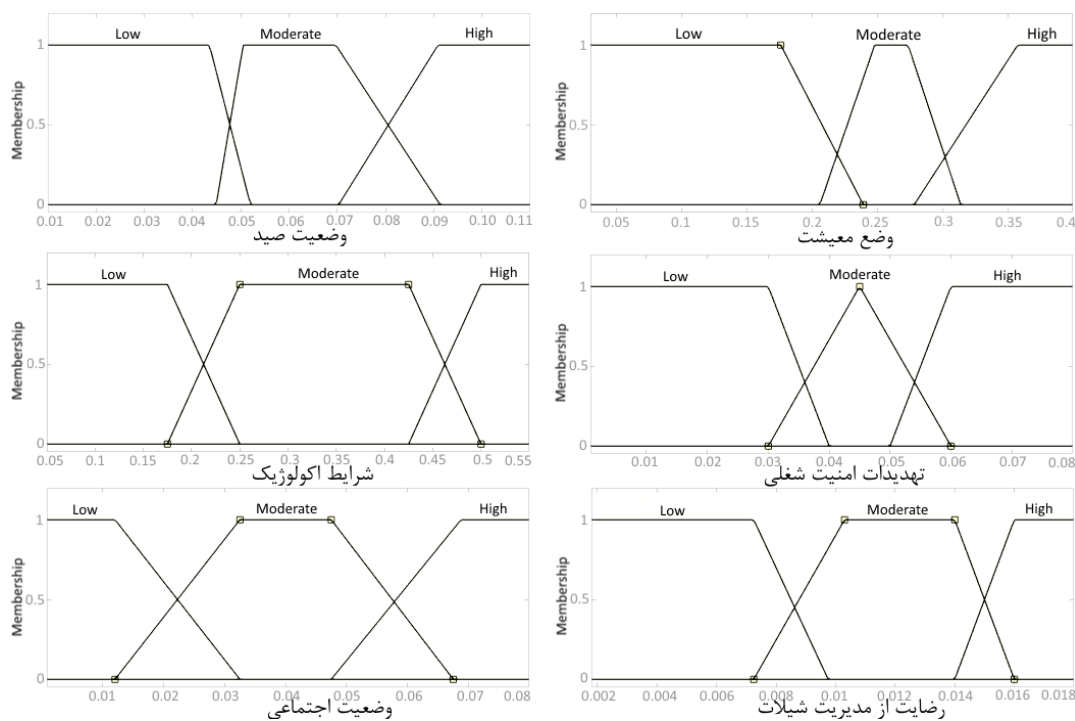 Low Moderate High
1
0.5
0
Membership
0.01 0.02 0.03 0.04 0.05 0.06 0.07 0.08 0.09 0.10 0.11
وضعیت صید
Low Moderate High
1
0.5
0
Membership
0.05 0.1 0.15 0.2 0.25 0.3 0.35 0.4
وضع معیشت
Low Moderate High
1
0.5
0
Membership
0.05 0.1 0.15 0.2 0.25 0.3 0.35 0.4 0.45 0.5 0.55
شرایط اکولوژیک
Low Moderate High
1
0.5
0
Membership
0.01 0.02 0.03 0.04 0.05 0.06 0.07 0.08
تهدیدات امنیت شغلی
Low Moderate High
1
0.5
0
Membership
0.01 0.02 0.03 0.04 0.05 0.06 0.07 0.08
وضعیت اجتماعی
Low Moderate High
1
0.5
0
Membership
0.002 0.004 0.006 0.008 0.01 0.012 0.014 0.016 0.018
رضایت از مدیریت شیلات